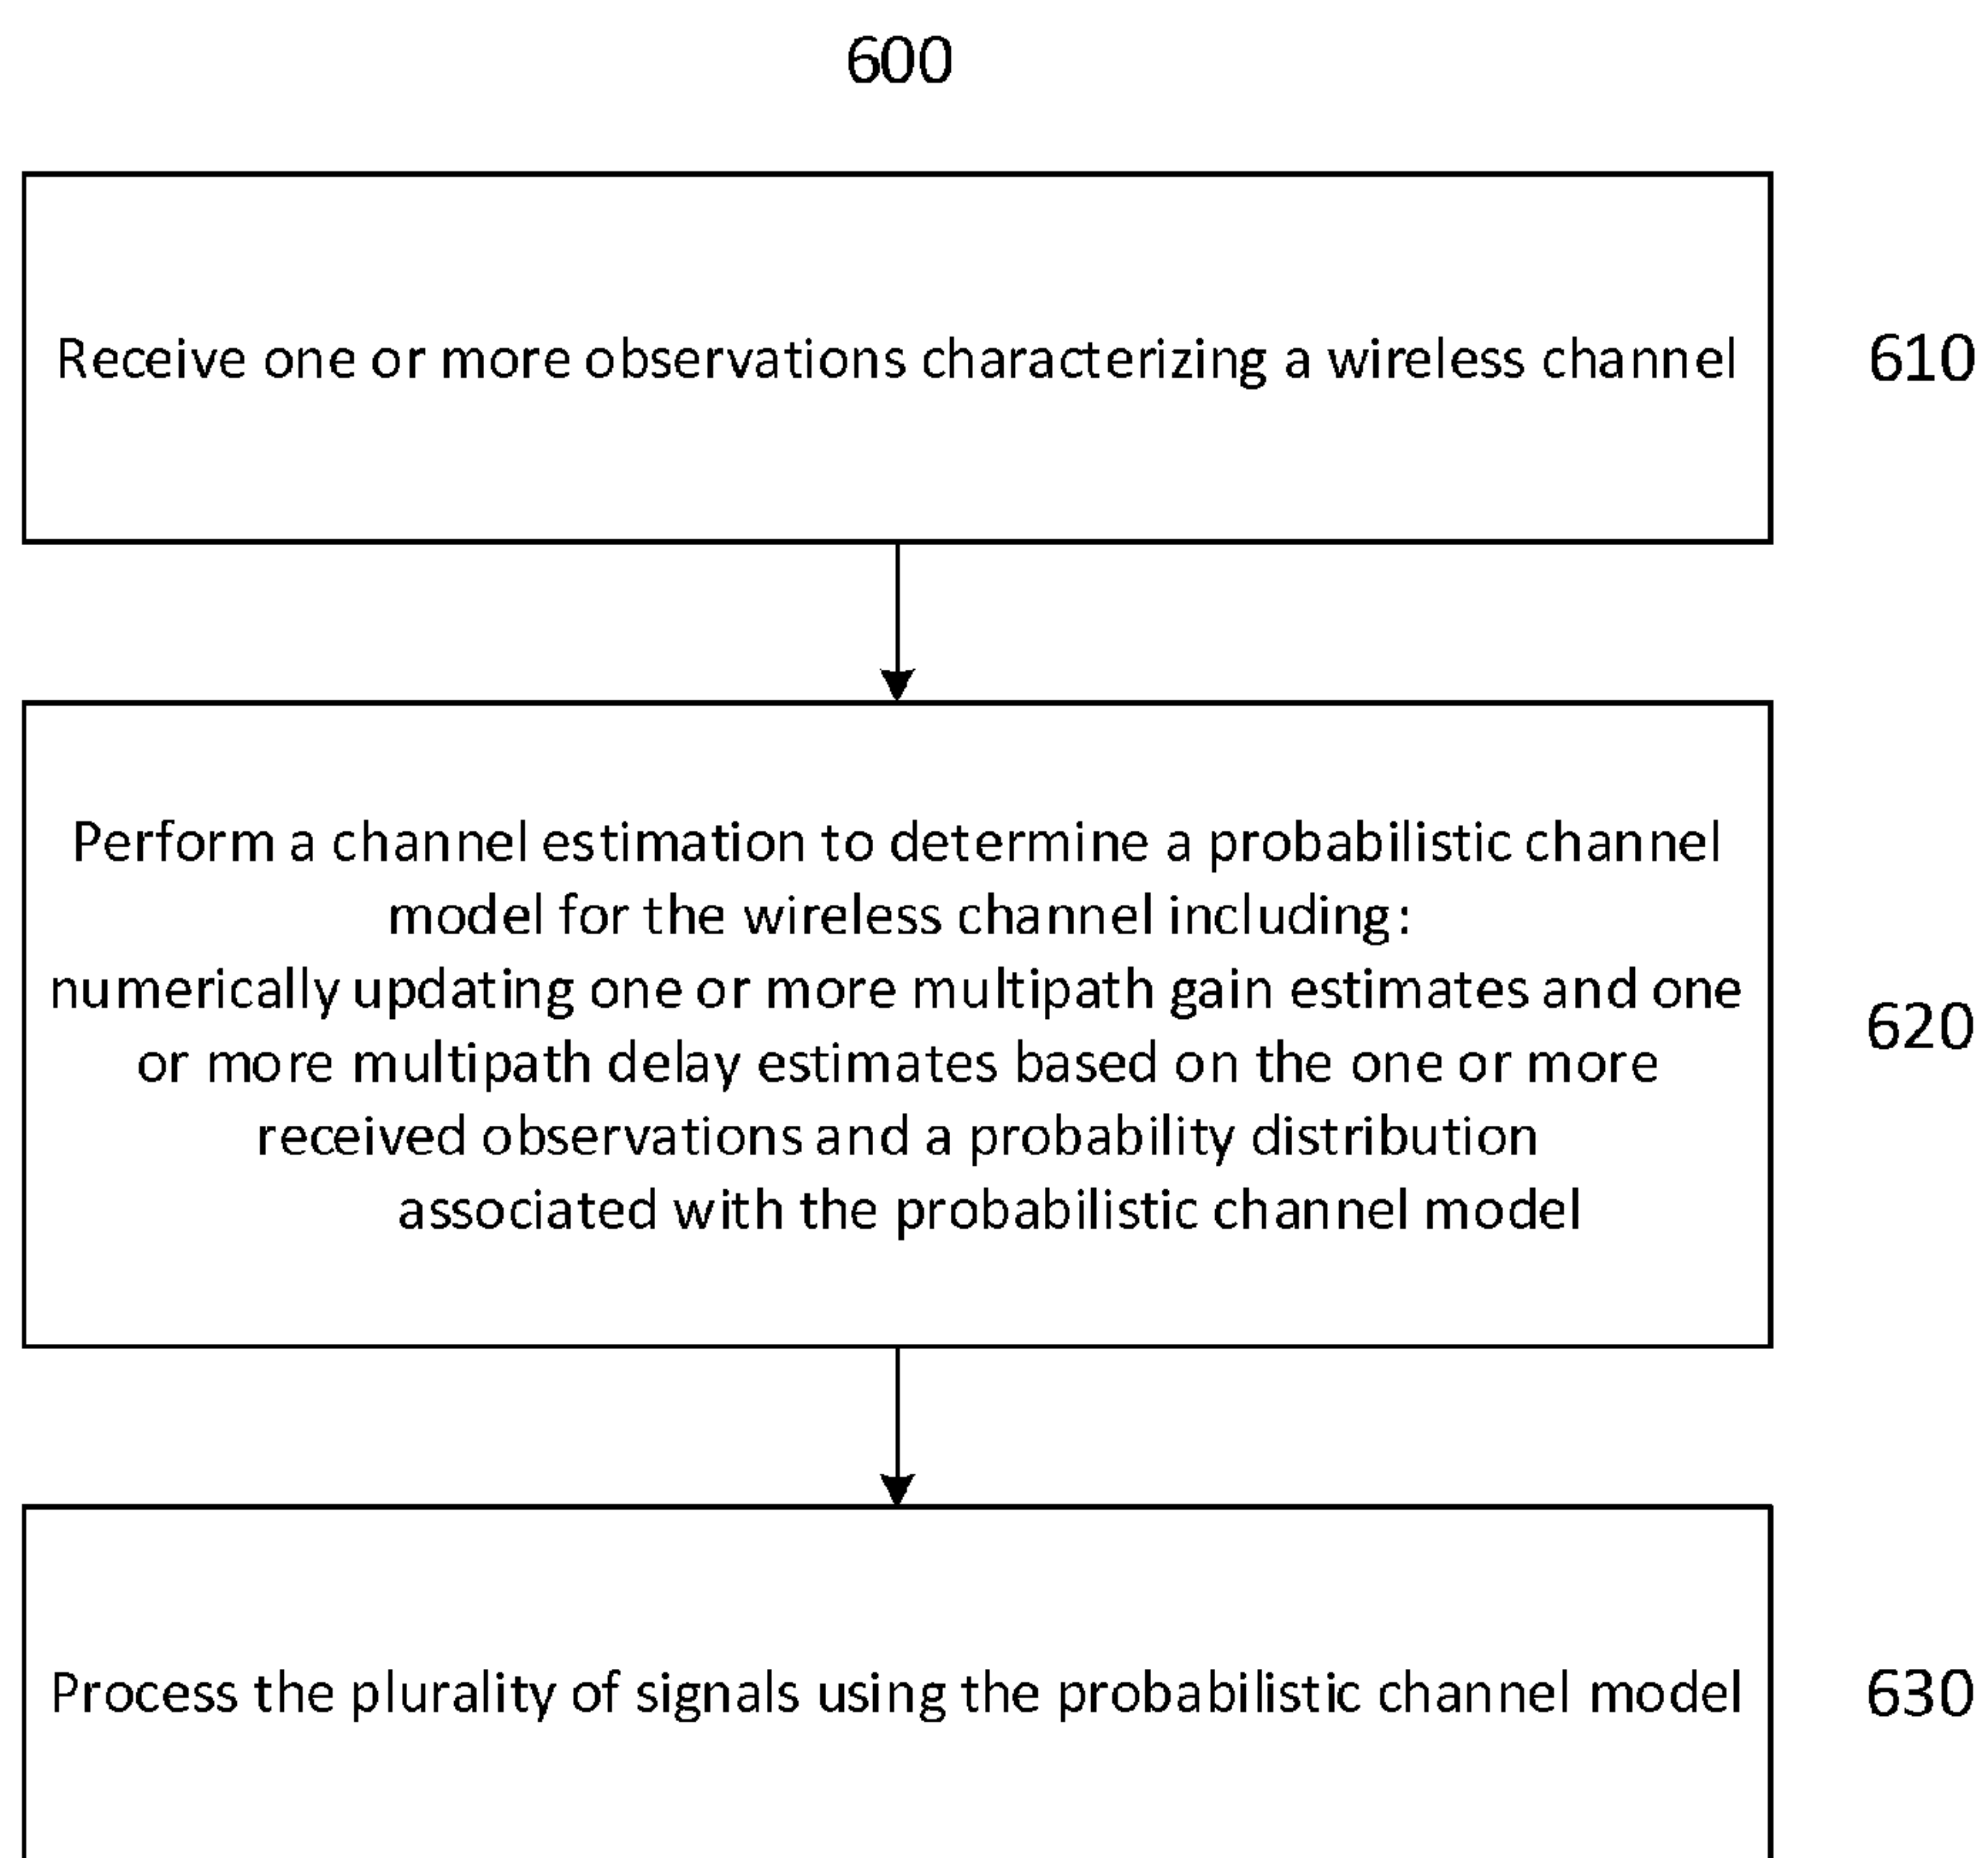 600
Receive one or more observations characterizing a wireless channel
610
Perform a channel estimation to determine a probabilistic channel
model for the wireless channel including:
numerically updating one or more multipath gain estimates and one
or more multipath delay estimates based on the one or more
received observations and a probability distribution
associated with the probabilistic channel model
620
Process the plurality of signals using the probabilistic channel model
630